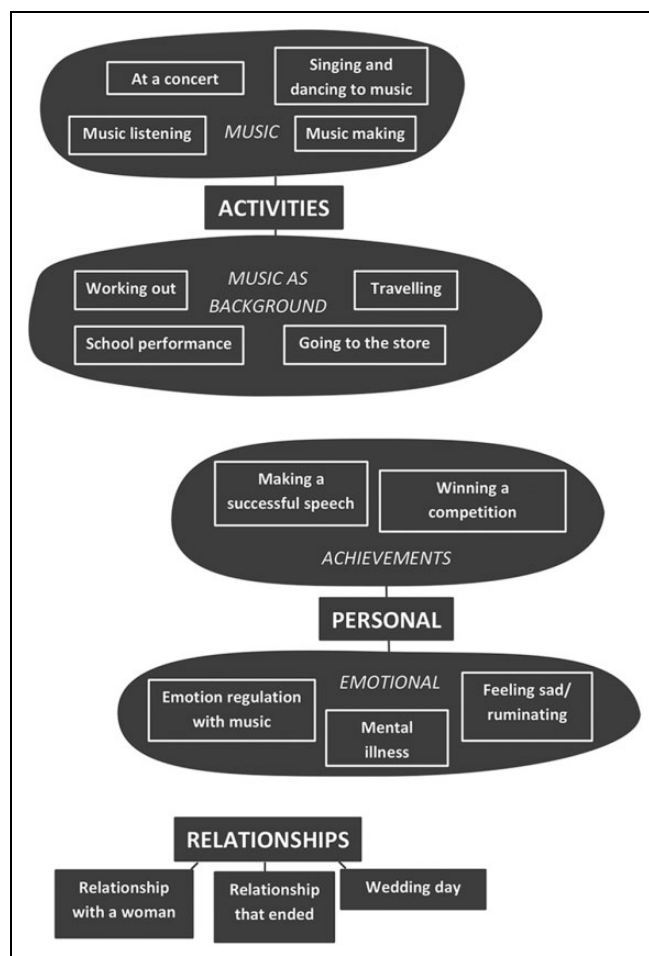 At a concert
Singing and
dancing to music
Music listening
MUSIC
Music making
ACTIVITIES
Working out
MUSIC AS
BACKGROUND
Travelling
School performance
Going to the store
Making a
successful speech
Winning a
competition
ACHIEVEMENTS
PERSONAL
EMOTIONAL
Emotion regulation
with music
Mental
illness
Feeling sad/
ruminating
RELATIONSHIPS
Relationship
with a woman
Relationship
that ended
Wedding day